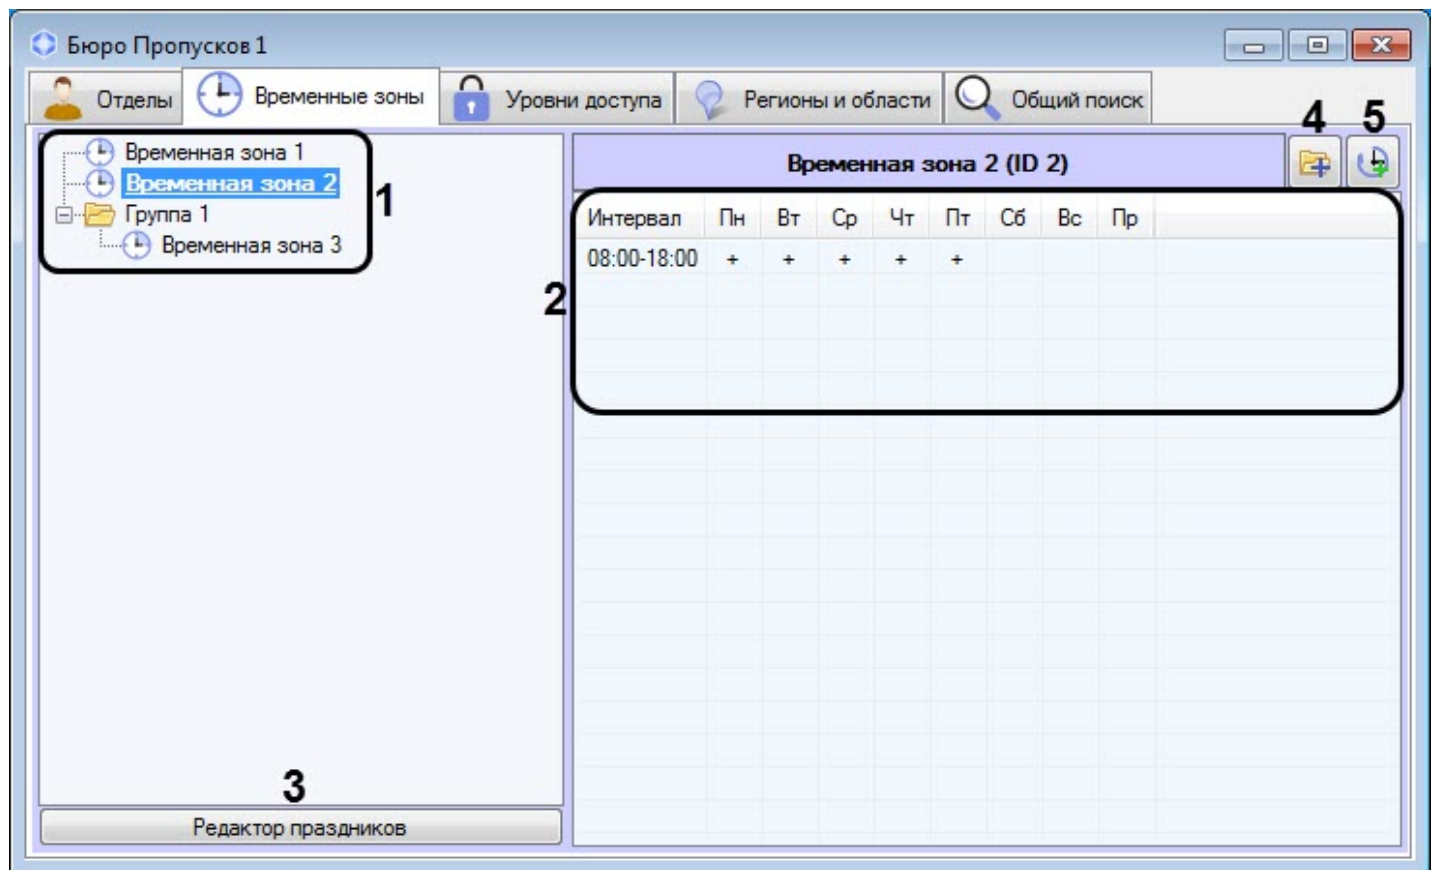 Бюро Пропусков 1
Отделы Временные зоны Уровни доступа Регионы и области Общий поиск
4 5
Временная зона 1
Временная зона 2
Группа 1
Временная зона 3
1
Временная зона 2 (ID 2)
Интервал Пн Вт Ср Чт Пт Сб Вс Пр
08:00-18:00 + + + + +
2
3
Редактор праздников